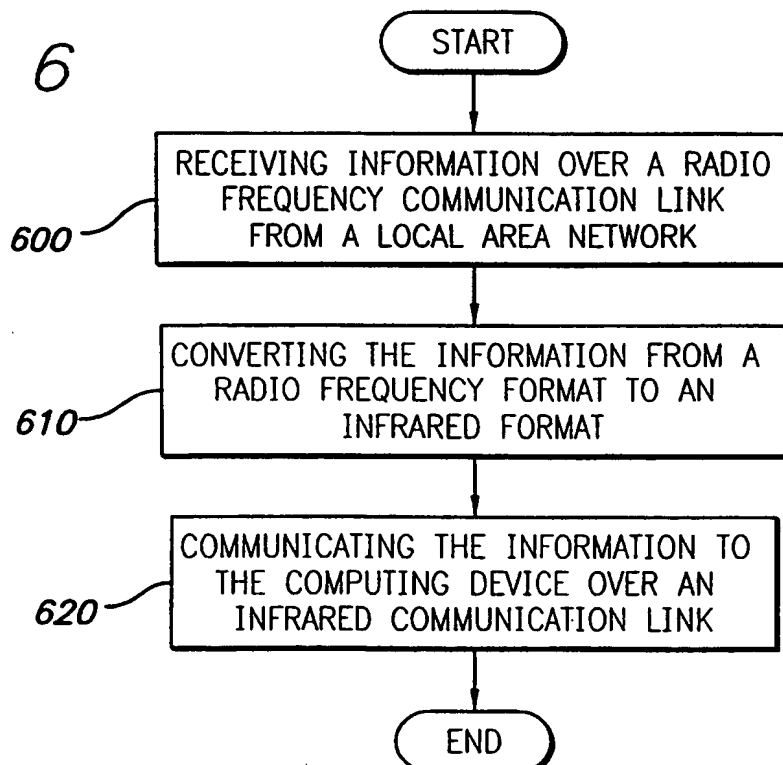 6
START
RECEIVING INFORMATION OVER A RADIO
FREQUENCY COMMUNICATION LINK
FROM A LOCAL AREA NETWORK
600
CONVERTING THE INFORMATION FROM A
RADIO FREQUENCY FORMAT TO AN
INFRARED FORMAT
610
COMMUNICATING THE INFORMATION TO
THE COMPUTING DEVICE OVER AN
INFRARED COMMUNICATION LINK
620
END